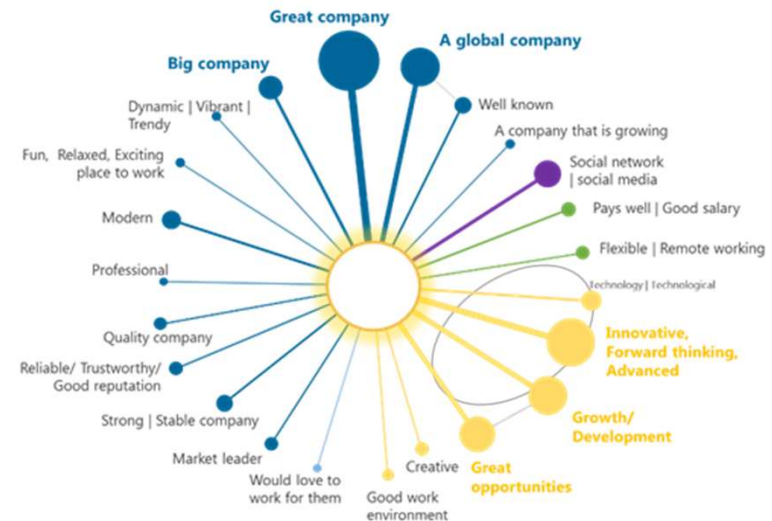 Great company
A global company
Big company
Well known
Dynamic | Vibrant |
Trendy
A company that is growing
Fun,  Relaxed, Exciting
place to work
Social network
| social media
Modern
Pays well | Good salary
Flexible | Remote working
Professional
Technology | Technological
Quality company
Innovative,
Forward thinking,
Advanced
Reliable/ Trustworthy/
Good reputation
Strong | Stable company
Growth/
Development
Market leader
Would love to
work for them
Creative
Great
opportunities
Good work
environment